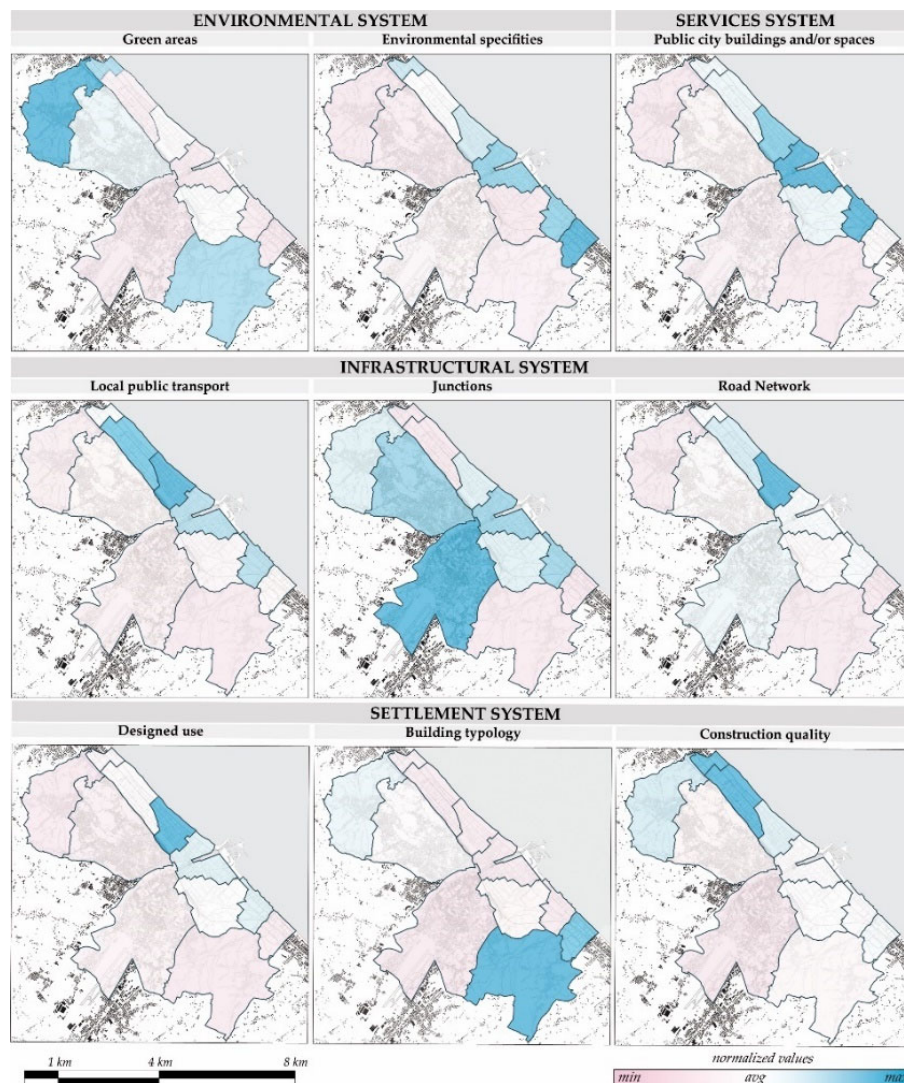 ENVIRONMENTAL SYSTEM SERVICES SYSTEM
Green areas Environmental specifities Public city buildings and/or spaces
INFRASTRUCTURAL SYSTEM
Local public transport Junctions Road Network
SETTLEMENT SYSTEM
Designed use Building typology Construction quality
1 km 4 km 8 km
normalized values
min avg max